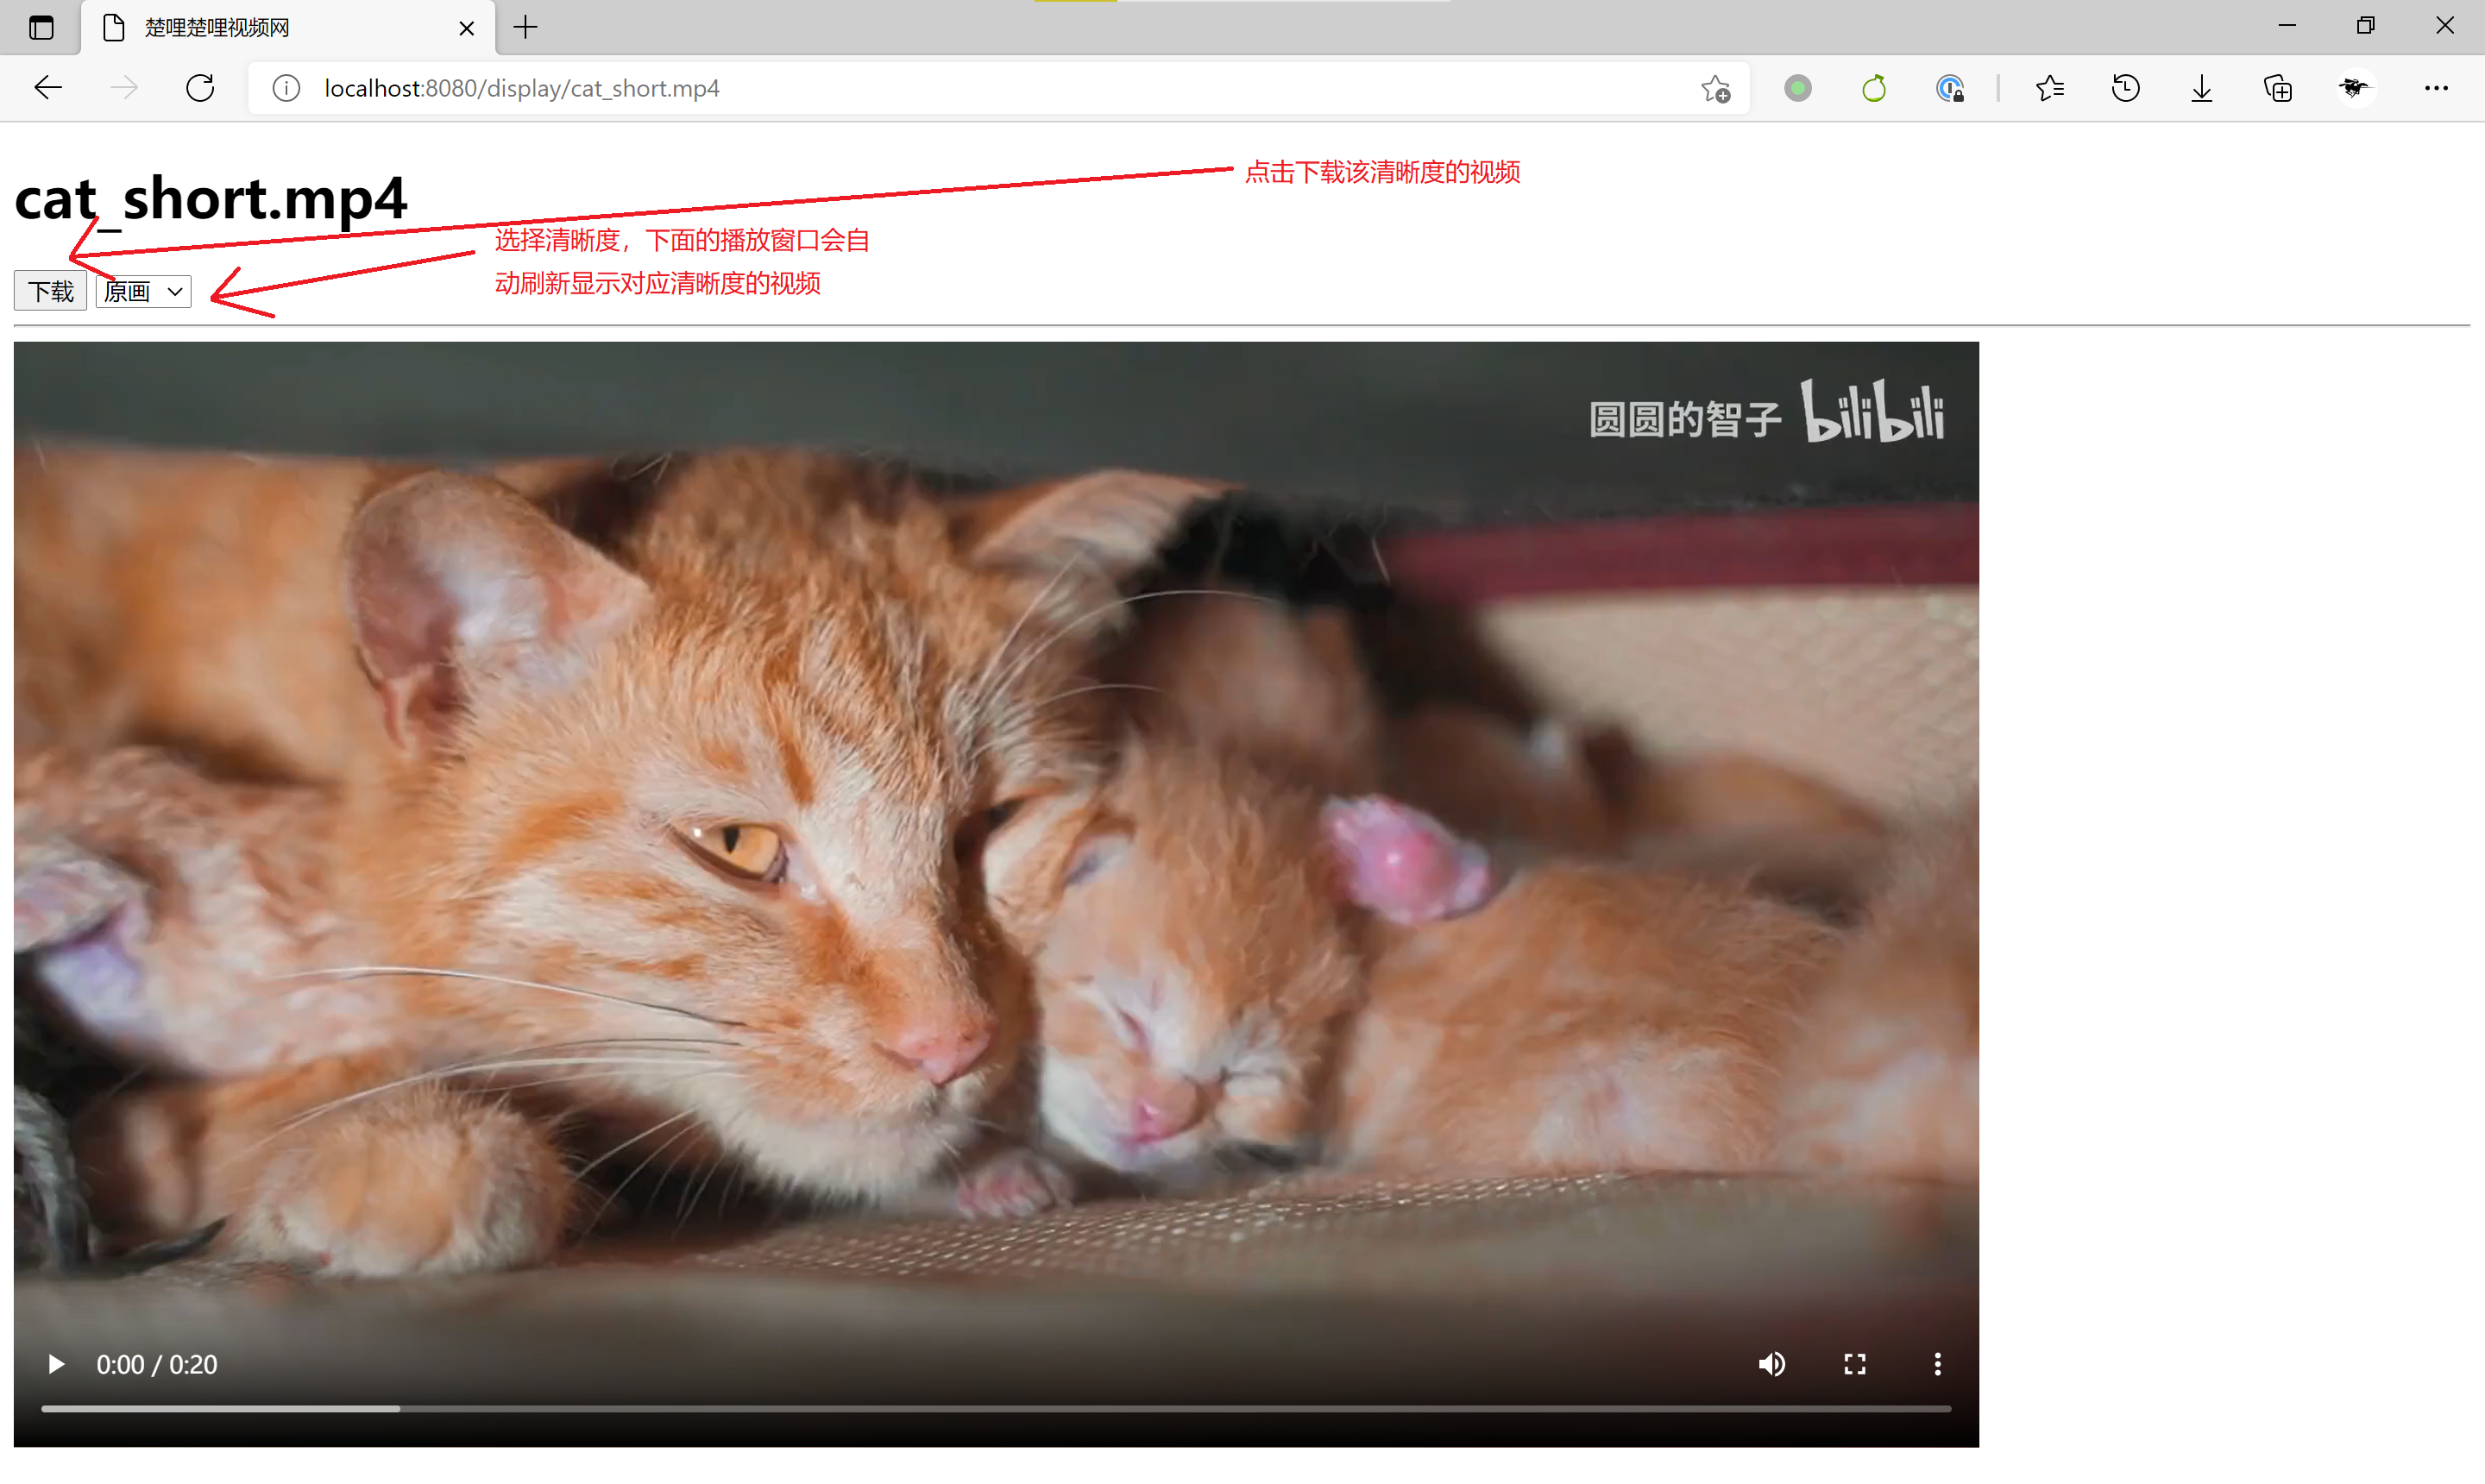 楚哩楚哩视频网
localhost:8080/display/cat_short.mp4
cat_short.mp4
点击下载该清晰度的视频
选择清晰度，下面的播放窗口会自
动刷新显示对应清晰度的视频
下载 原画
圆圆的智子 bilibili
0:00 / 0:20